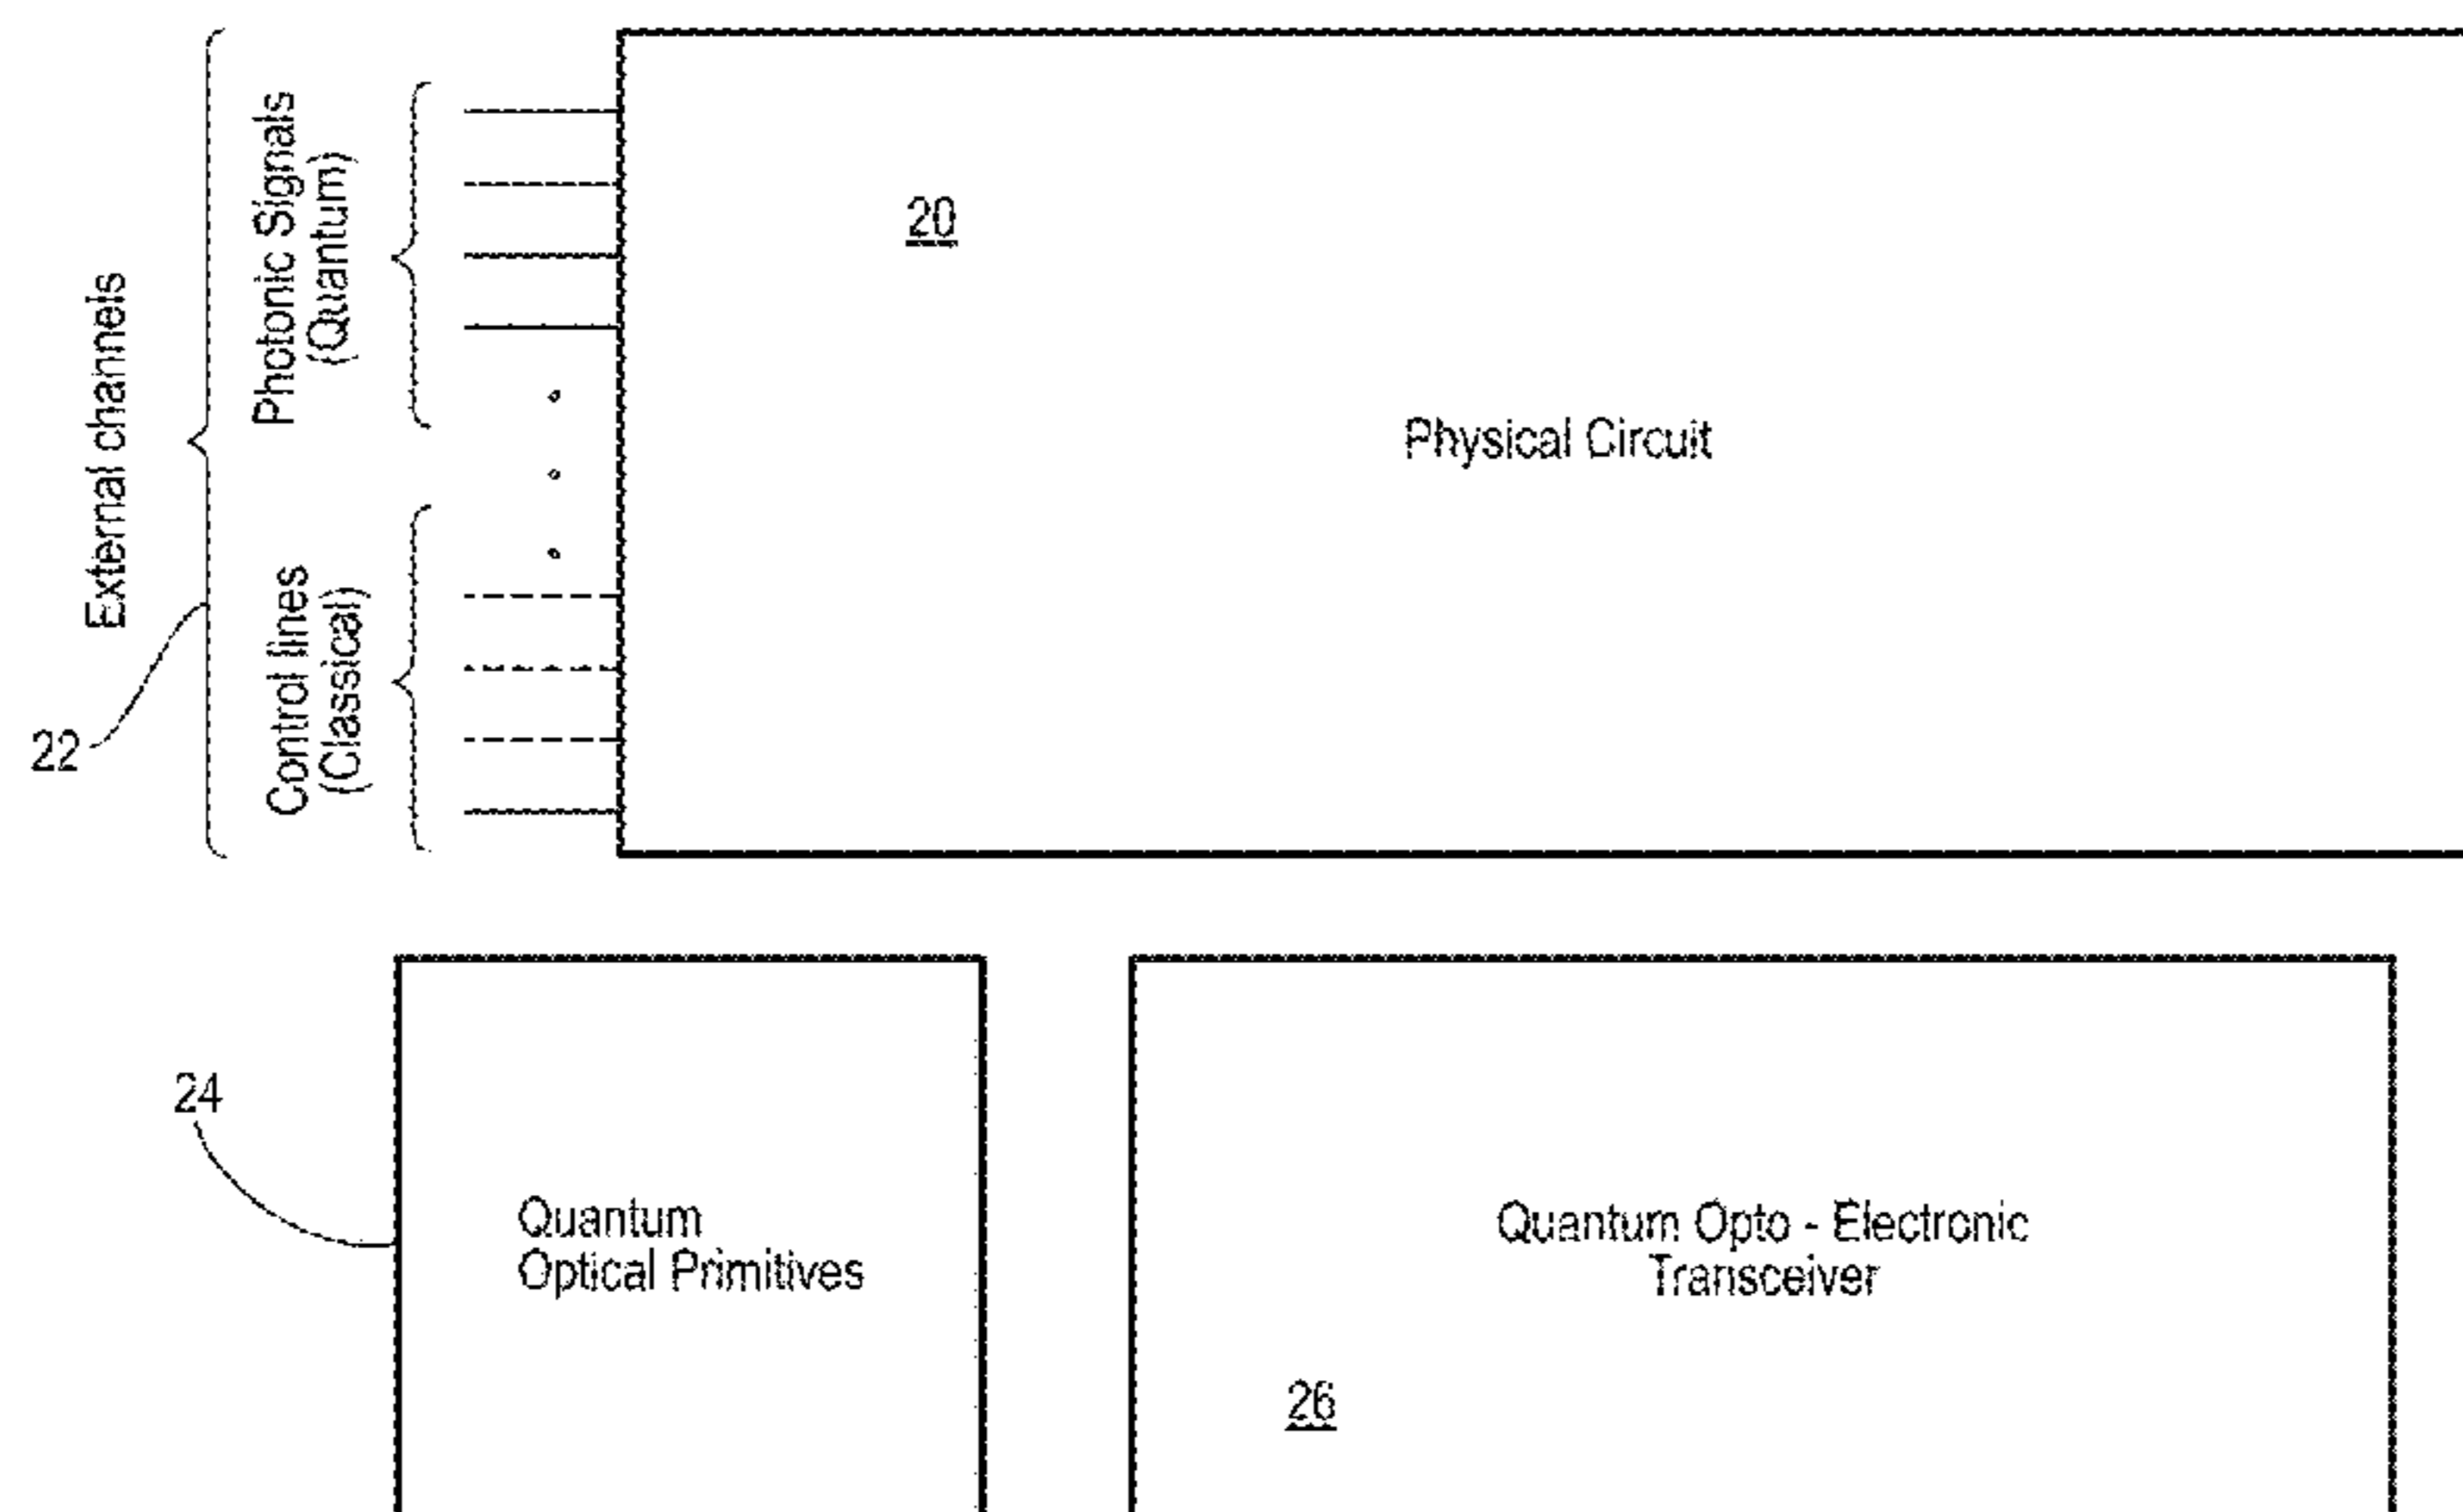 External channels
Photonic Signals
(Quantum)
Control lines
(Classical)
22
20
Physical Circuit
24
Quantum
Optical Primitives
Quantum Opto - Electronic
Transceiver
26